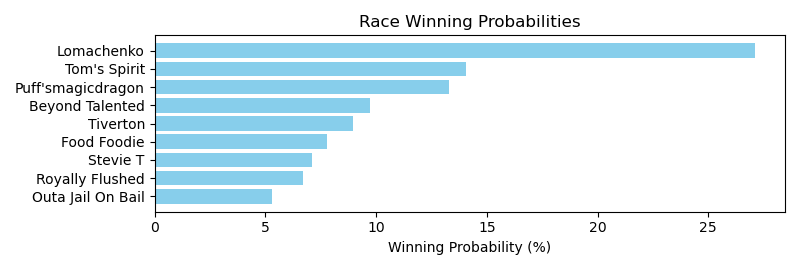 Race Winning Probabilities
Lomachenko
Tom's Spirit
Puff'smagicdragon
Beyond Talented
Tiverton
Food Foodie
Stevie T
Royally Flushed
Outa Jail On Bail
0 5 10 15 20 25
Winning Probability (%)